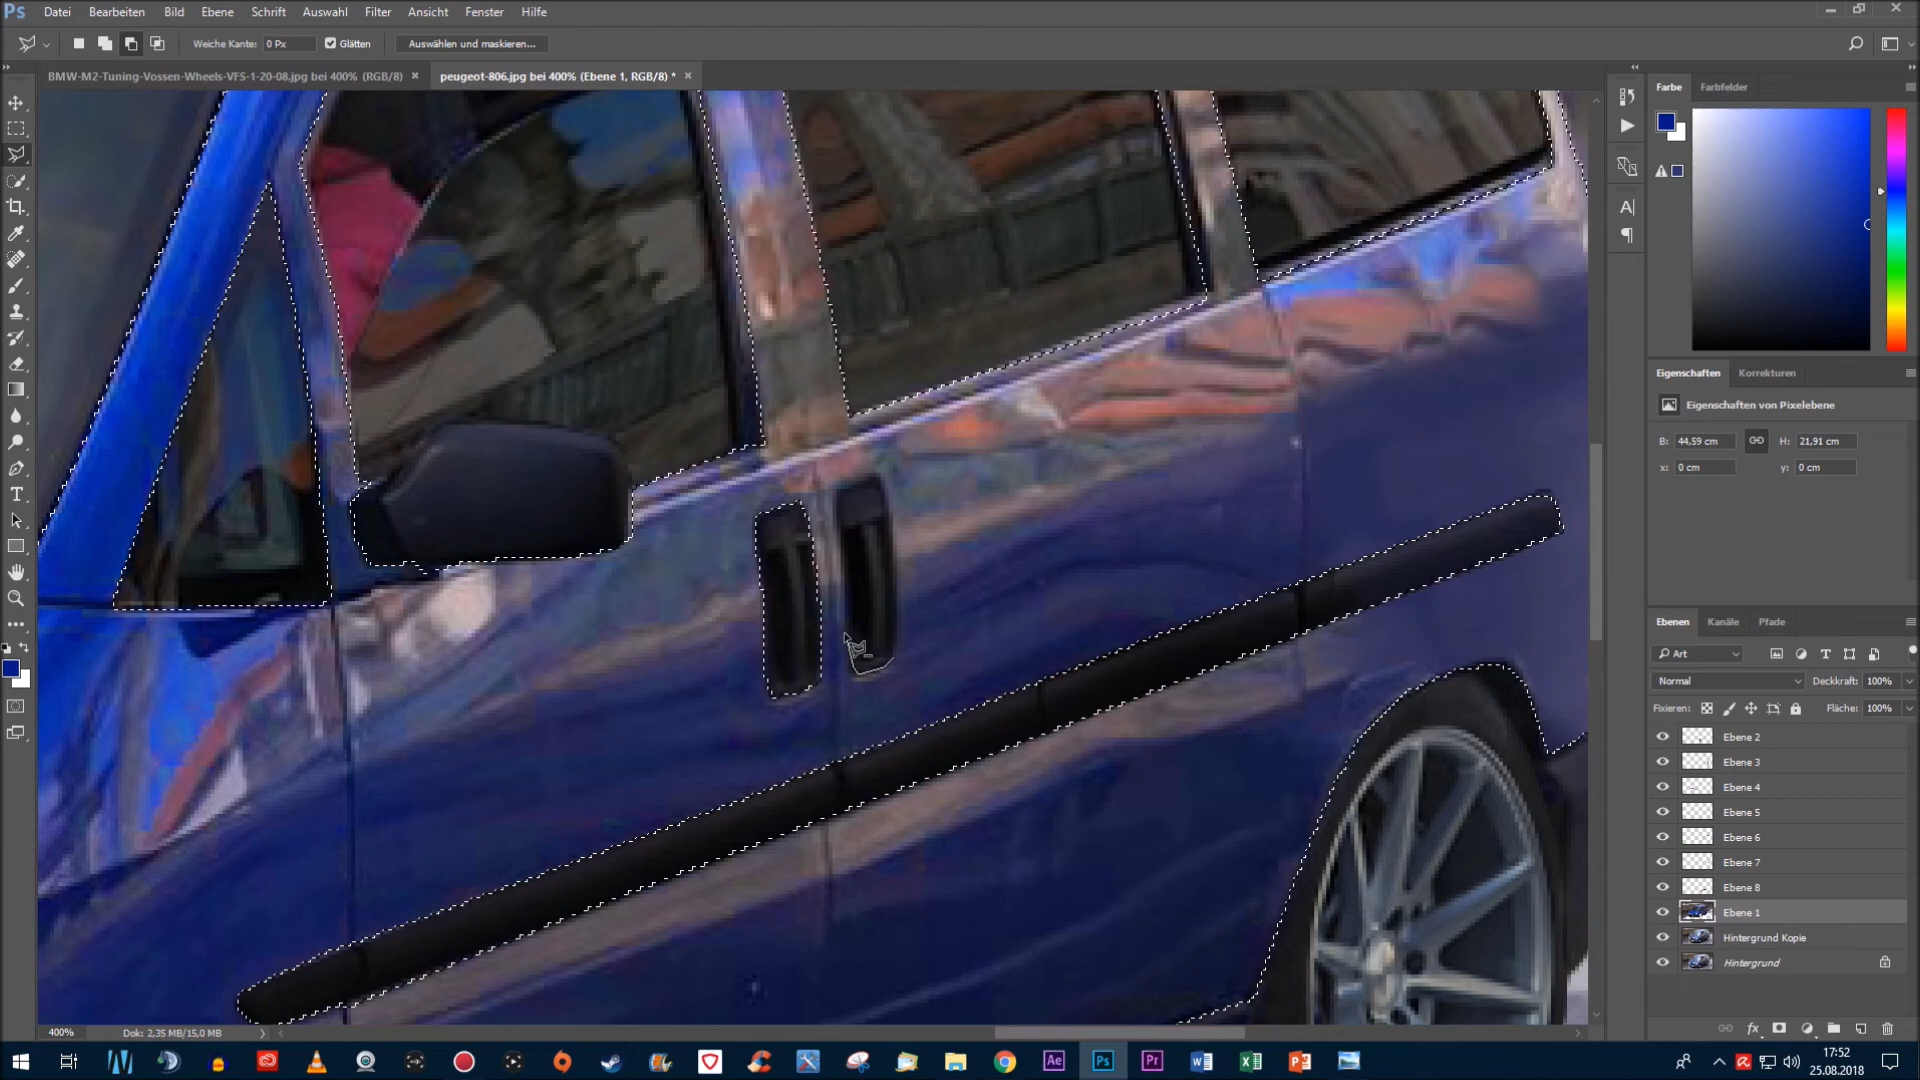 Ps Datei Bearbeiten Bild Ebene Schrift Auswahl Filter Ansicht Fenster Hilfe
Weiche Kante: 0 Px Glätten Auswählen und maskieren...
BMW-M2-Tuning-Vossen-Wheels-VFS-1-20-08.jpg bei 400% (RGB/8) × peugeot-806.jpg bei 400% (Ebene 1, RGB/8) * ×
Farbe Farbfelder
Eigenschaften Korrekturen
Eigenschaften von Pixelebene
B: 44,59 cm H: 21,91 cm
x: 0 cm y: 0 cm
Ebenen Kanäle Pfade
Art
Normal Deckkraft: 100%
Fixieren: Fläche: 100%
Ebene 2
Ebene 3
Ebene 4
Ebene 5
Ebene 6
Ebene 7
Ebene 8
Ebene 1
Hintergrund Kopie
Hintergrund
fx
400% Dok: 2,35 MB/15,0 MB
Ae Ps Pr
17:52
25.08.2018